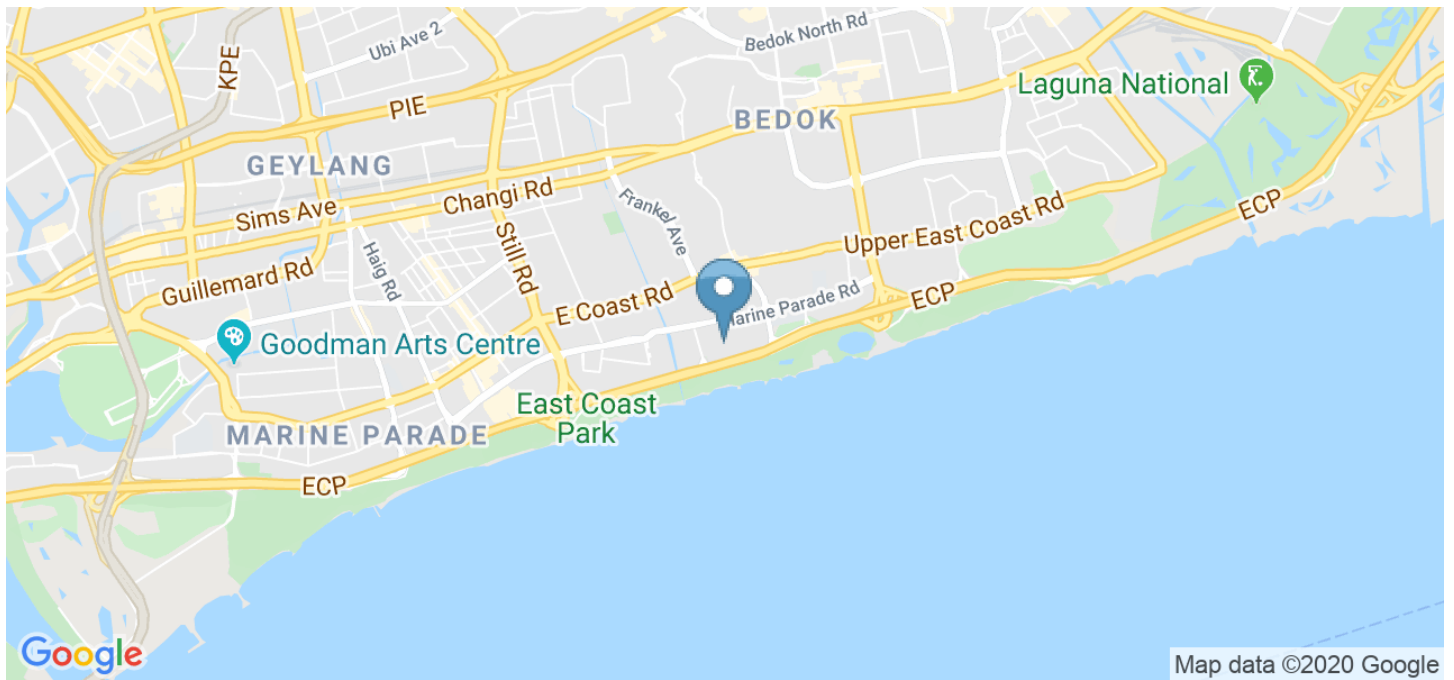 Ubi Ave 2
Bedok North Rd
KPE
Laguna National
PIE
BEDOK
GEYLANG
Changi Rd
Sims Ave
Frankel Ave
ECP
Upper East Coast Rd
Still Rd
Haig Rd
Guillemard Rd
E Coast Rd
arine Parade Rd
ECP
Goodman Arts Centre
East Coast
Park
MARINE PARADE
ECP
Google
Map data ©2020 Google